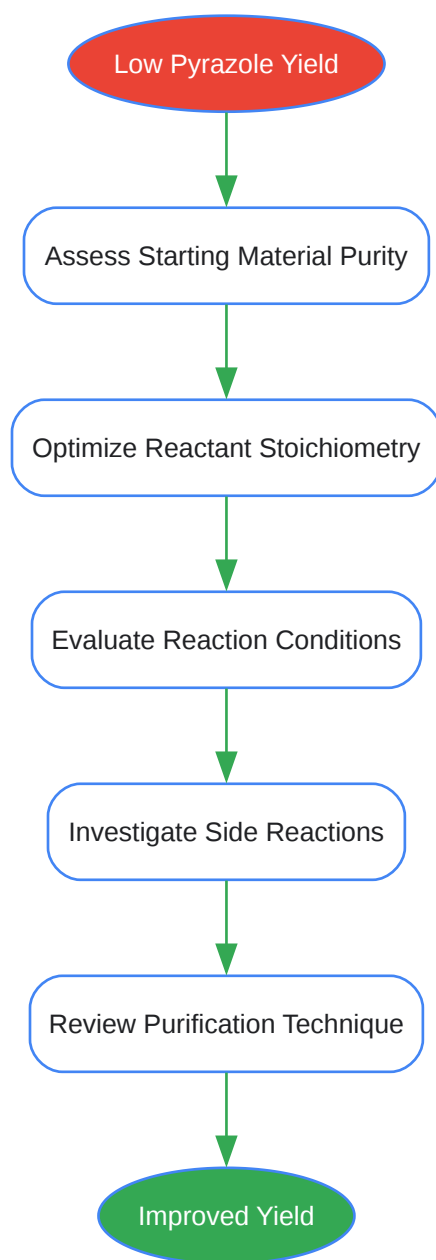 Low Pyrazole Yield
Assess Starting Material Purity
Optimize Reactant Stoichiometry
Evaluate Reaction Conditions
Investigate Side Reactions
Review Purification Technique
Improved Yield